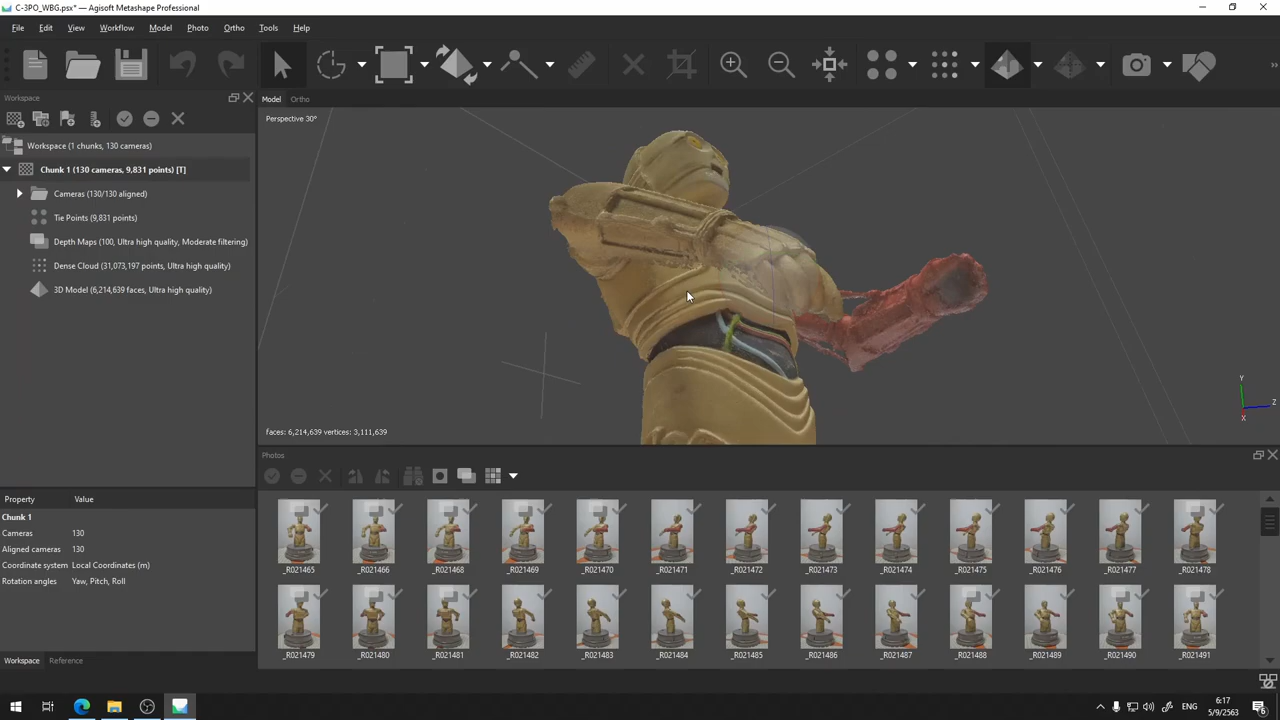 C-3PO_WBG.psx* — Agisoft Metashape Professional
File Edit View Workflow Model Photo Ortho Tools Help
Workspace
Workspace (1 chunks, 130 cameras)
Chunk 1 (130 cameras, 9,831 points) [T]
Cameras (130/130 aligned)
Tie Points (9,831 points)
Depth Maps (100, Ultra high quality, Moderate filtering)
Dense Cloud (31,073,197 points, Ultra high quality)
3D Model (6,214,639 faces, Ultra high quality)
Property Value
Chunk 1
Cameras 130
Aligned cameras 130
Coordinate system Local Coordinates (m)
Rotation angles Yaw, Pitch, Roll
Workspace Reference
Model Ortho
Perspective 30°
Y
Z
X
faces: 6,214,639 vertices: 3,111,639
Photos
_R021465 _R021466 _R021468 _R021469 _R021470 _R021471 _R021472 _R021473 _R021474 _R021475 _R021476 _R021477 _R021478
_R021479 _R021480 _R021481 _R021482 _R021483 _R021484 _R021485 _R021486 _R021487 _R021488 _R021489 _R021490 _R021491
ENG
6:17
5/9/2563
6